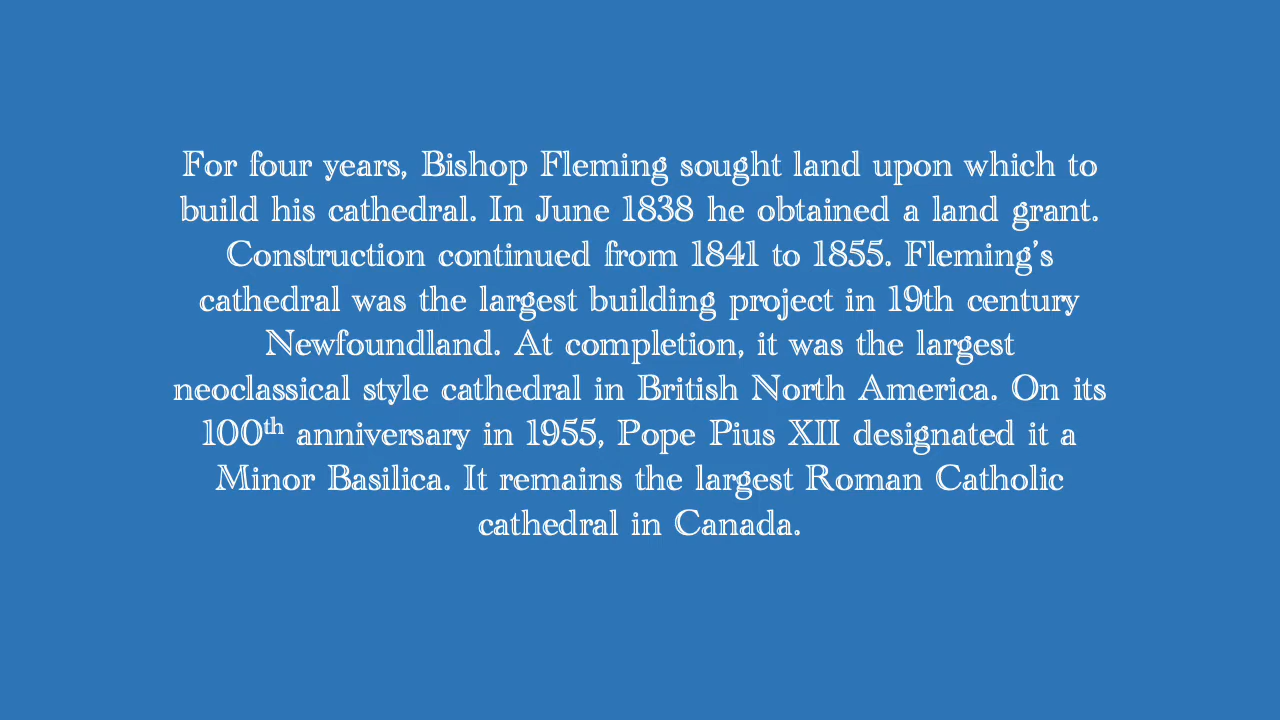 For four years, Bishop Fleming sought land upon which to
build his cathedral. In June 1838 he obtained a land grant.
Construction continued from 1841 to 1855. Fleming's
cathedral was the largest building project in 19th century
Newfoundland. At completion, it was the largest
neoclassical style cathedral in British North America. On its
100th anniversary in 1955, Pope Pius XII designated it a
Minor Basilica. It remains the largest Roman Catholic
cathedral in Canada.